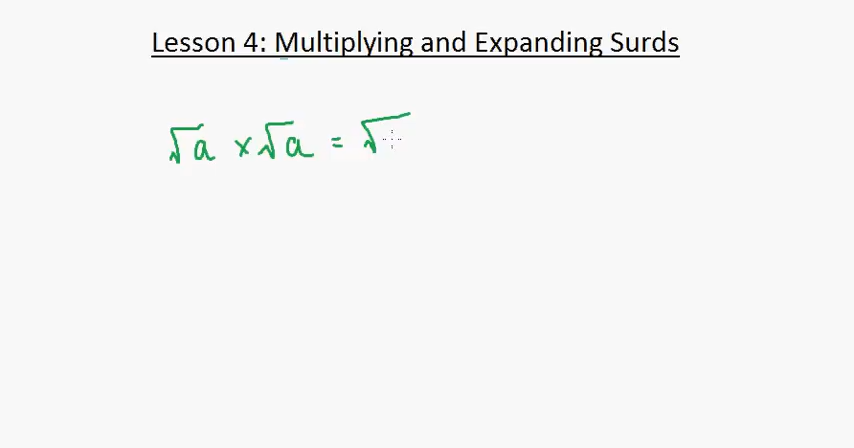 Lesson 4: Multiplying and Expanding Surds
√a × √a = √